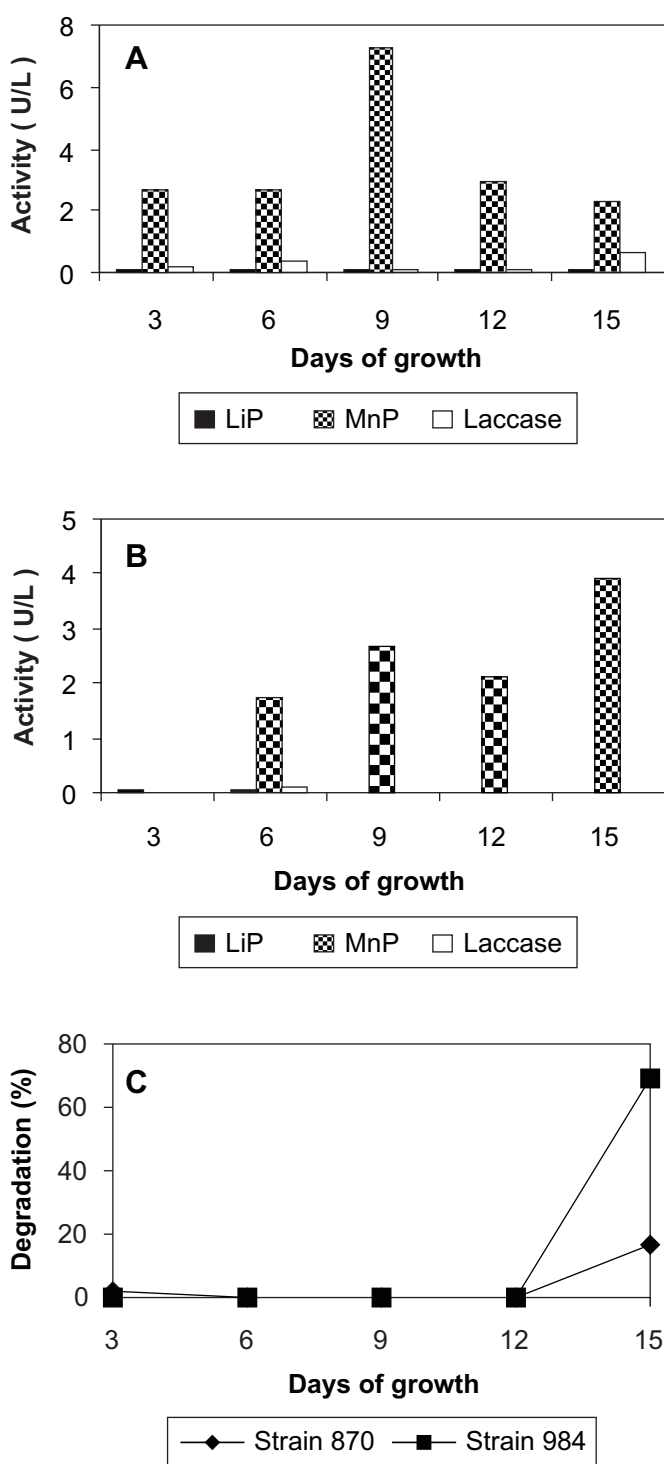 A
Activity ( U/L )
8
6
4
2
0
3 6 9 12 15
Days of growth
LiP MnP Laccase
B
Activity ( U/L )
5
4
3
2
1
0
3 6 9 12 15
Days of growth
LiP MnP Laccase
C
Degradation (%)
80
60
40
20
0
3 6 9 12 15
Days of growth
Strain 870 Strain 984